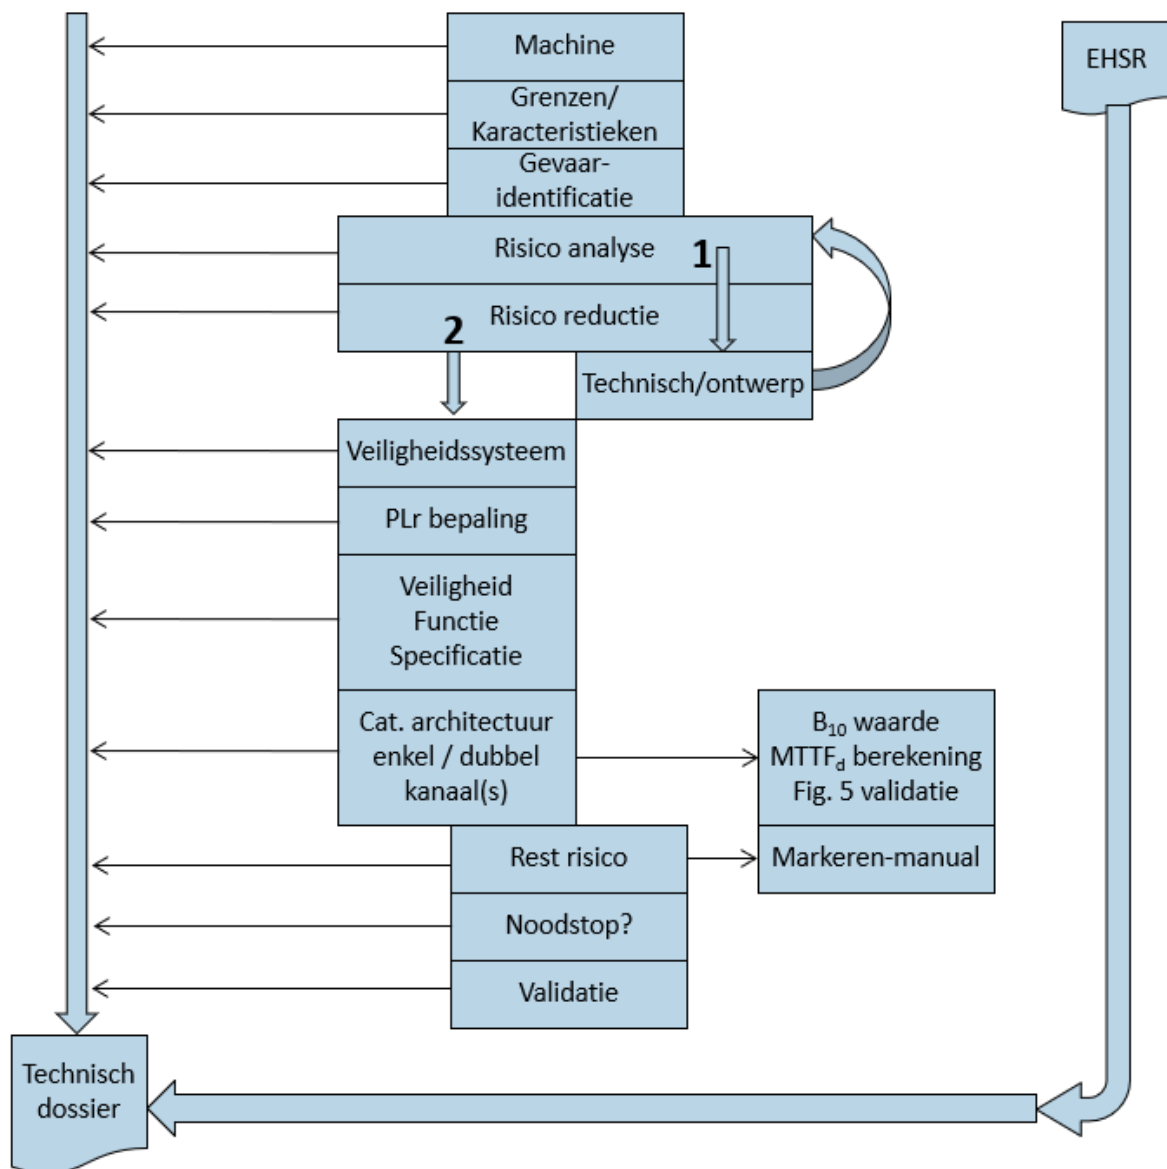 Machine
EHSR
Grenzen/
Karacteristieken
Gevaar-
identificatie
Risico analyse
1
Risico reductie
2
Technisch/ontwerp
Veiligheidssysteem
PLr bepaling
Veiligheid
Functie
Specificatie
Cat. architectuur
enkel / dubbel
kanaal(s)
B₁₀ waarde
MTTF_d berekening
Fig. 5 validatie
Rest risico
Markeren-manual
Noodstop?
Validatie
Technisch
dossier